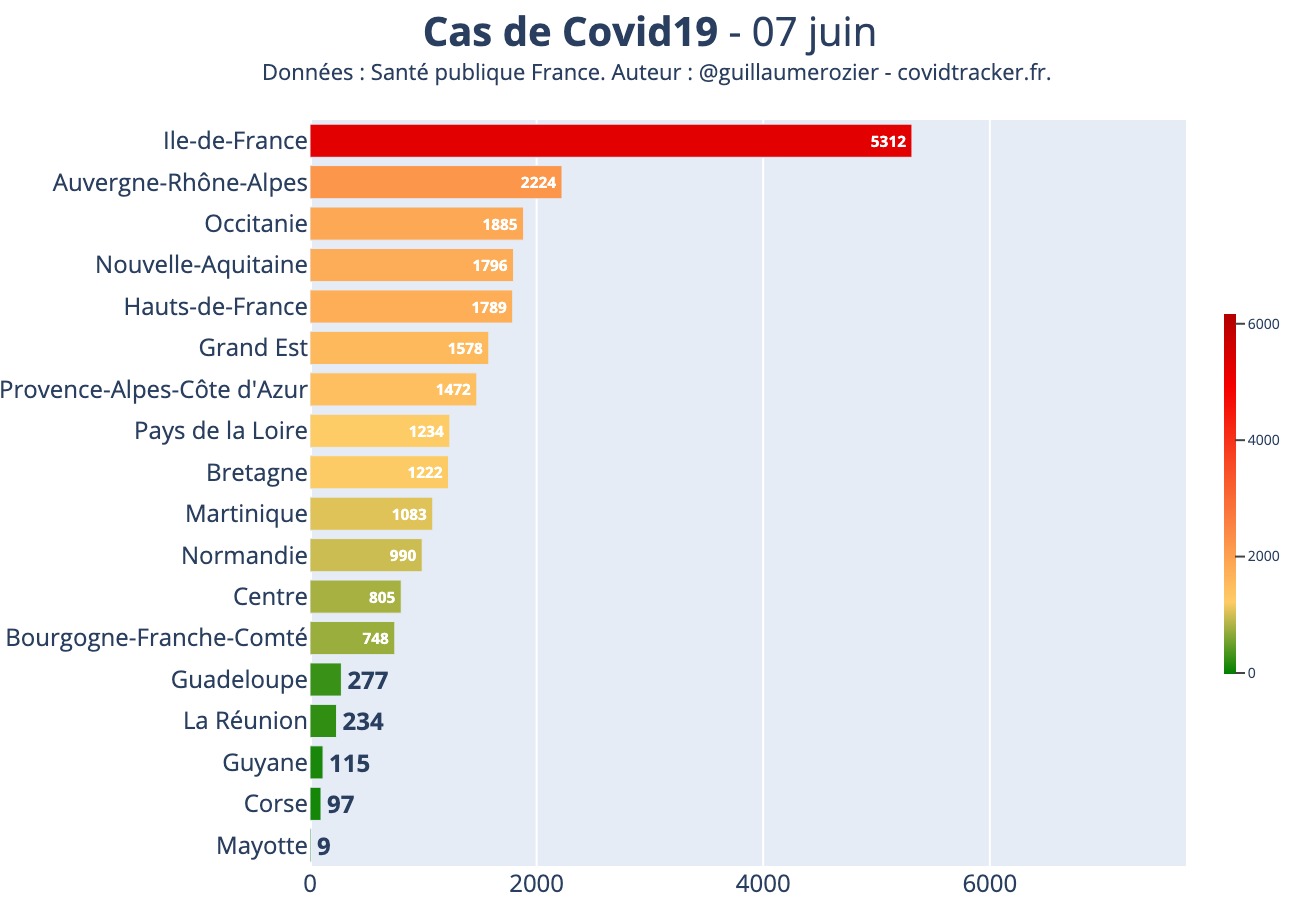 Cas de Covid19 - 07 juin
Données : Santé publique France. Auteur : @guillaumerozier - covidtracker.fr.
Ile-de-France 5312
Auvergne-Rhône-Alpes 2224
Occitanie 1885
Nouvelle-Aquitaine 1796
Hauts-de-France 1789
Grand Est 1578
Provence-Alpes-Côte d'Azur 1472
Pays de la Loire 1234
Bretagne 1222
Martinique 1083
Normandie 990
Centre 805
Bourgogne-Franche-Comté 748
Guadeloupe 277
La Réunion 234
Guyane 115
Corse 97
Mayotte 9
0 2000 4000 6000
6000
4000
2000
0